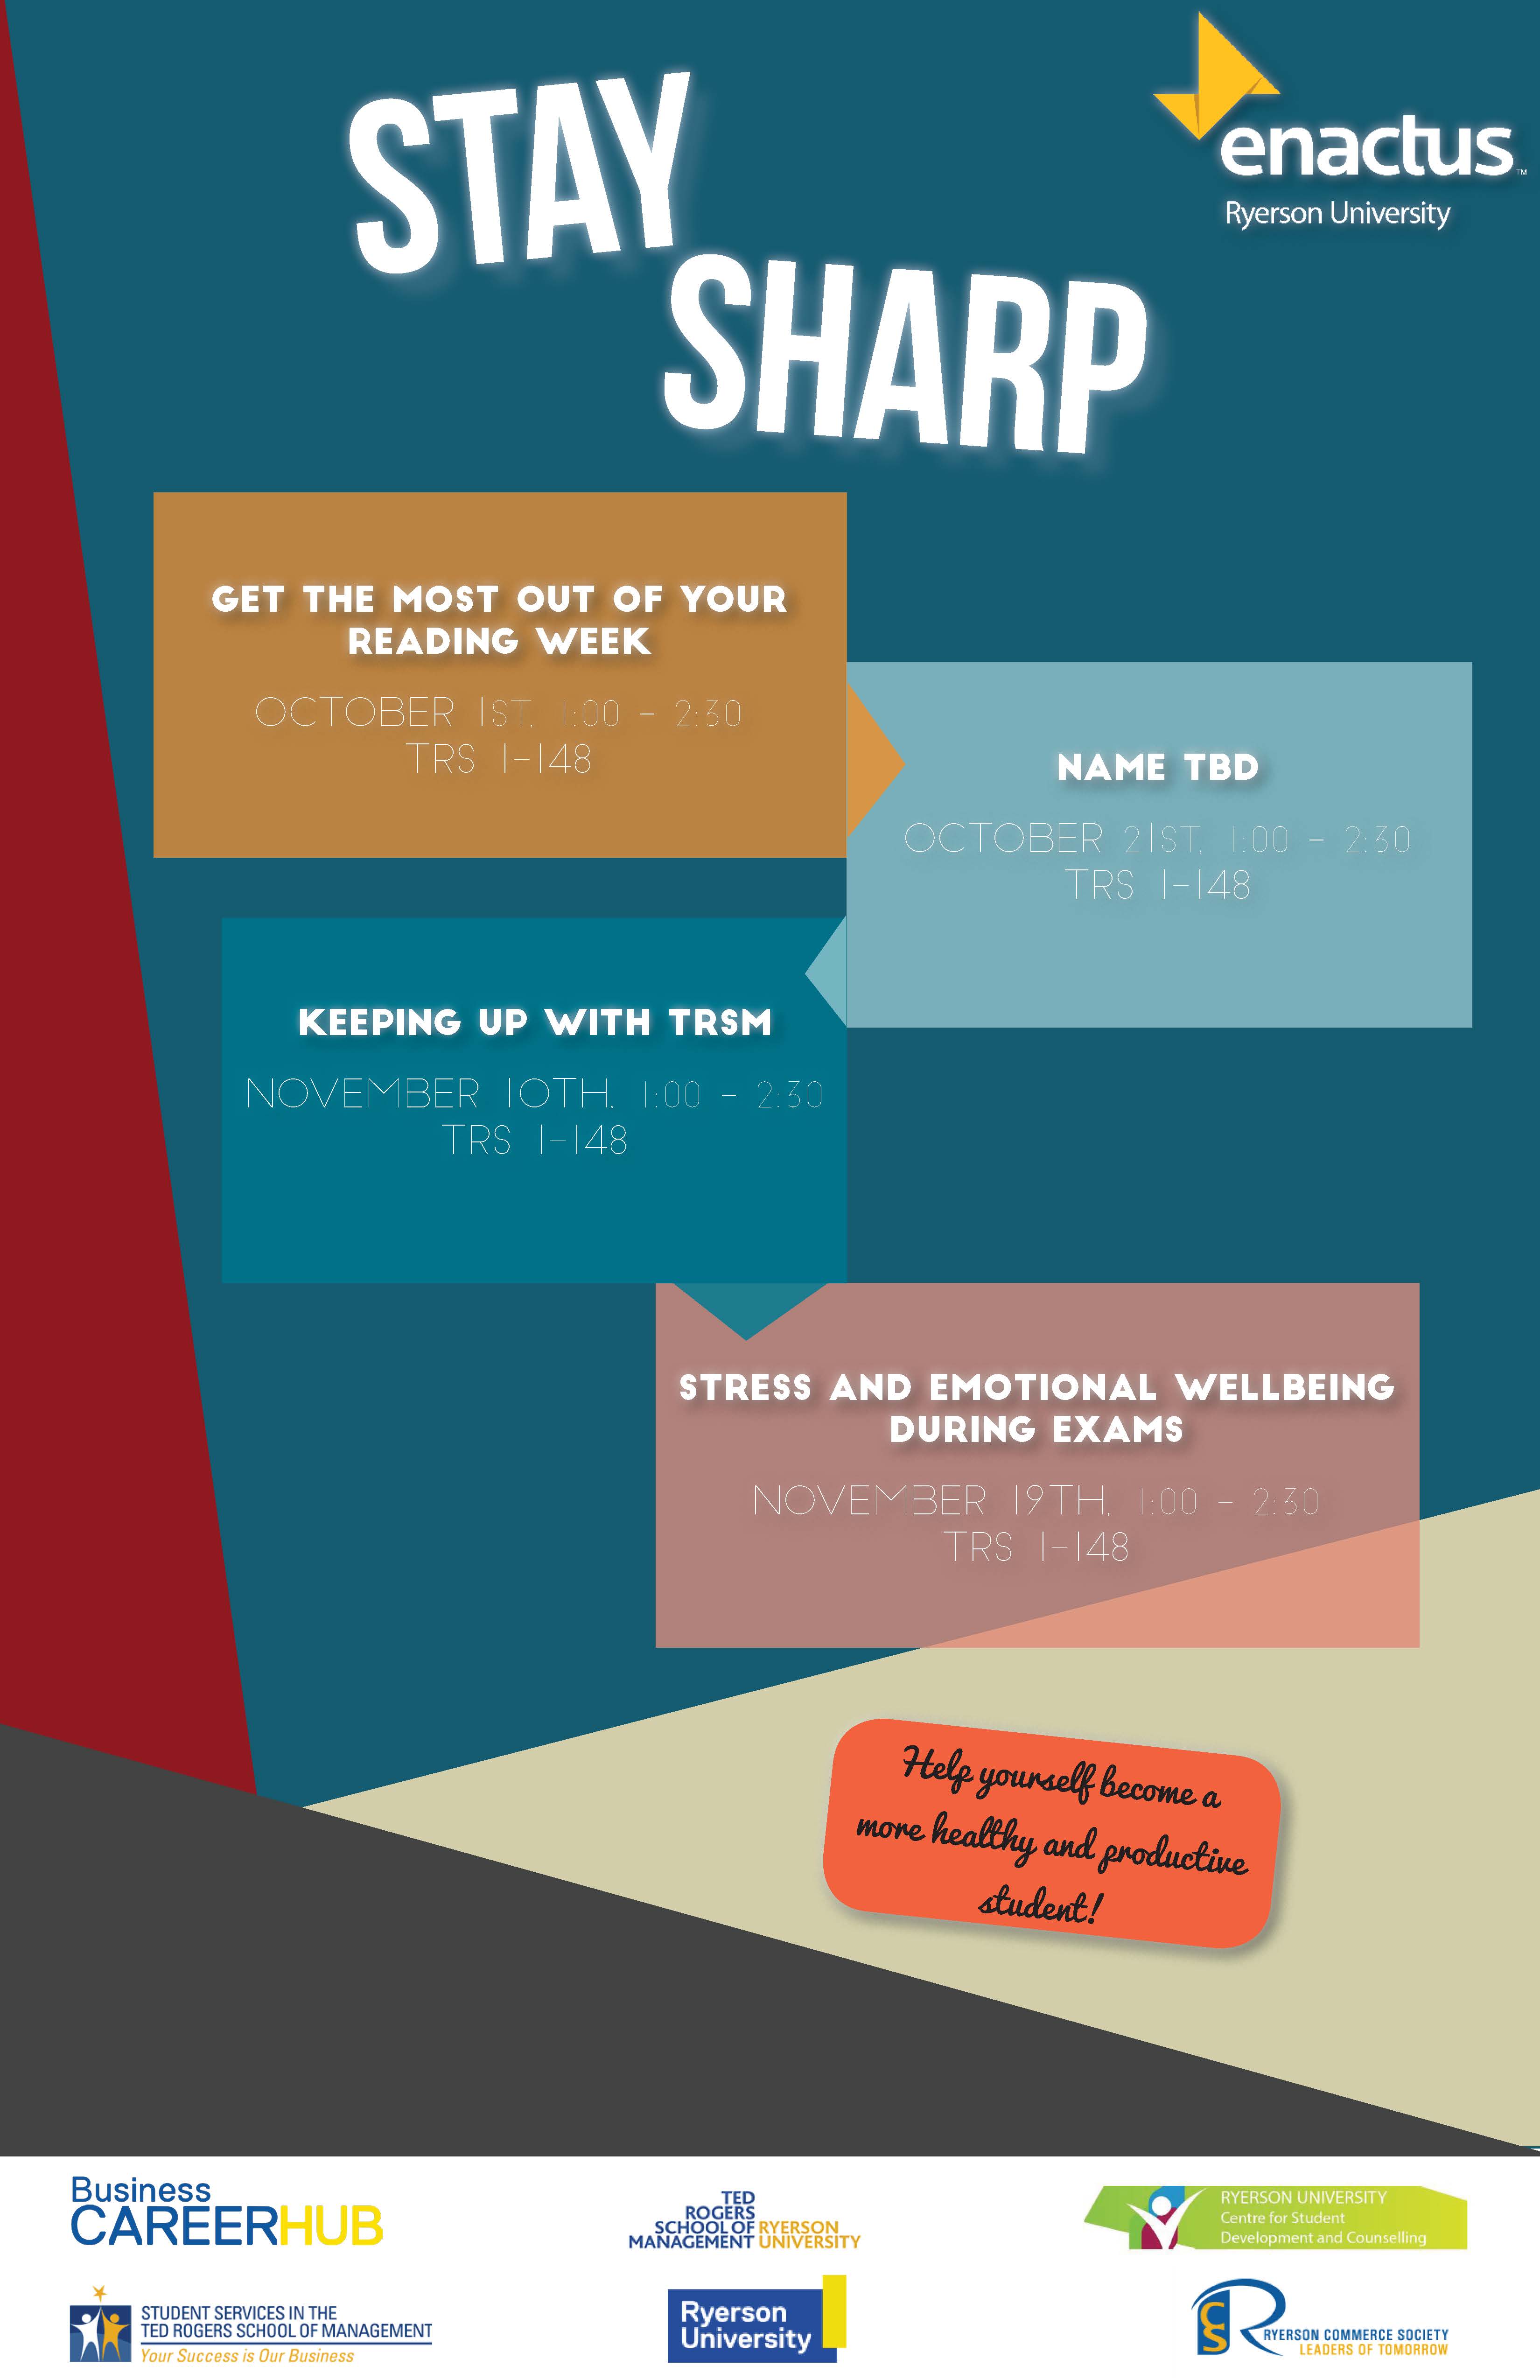 STAY
SHARP
enactus™
Ryerson University
GET THE MOST OUT OF YOUR
READING WEEK
OCTOBER 1ST, 1:00 - 2:30
TRS 1-148
NAME TBD
OCTOBER 21ST, 1:00 - 2:30
TRS 1-148
KEEPING UP WITH TRSM
NOVEMBER 10TH, 1:00 - 2:30
TRS 1-148
STRESS AND EMOTIONAL WELLBEING
DURING EXAMS
NOVEMBER 19TH, 1:00 - 2:30
TRS 1-148
Help yourself become a
more healthy and productive
student!
Business
CAREERHUB
TED
ROGERS
SCHOOL OF RYERSON
MANAGEMENT UNIVERSITY
RYERSON UNIVERSITY
Centre for Student
Development and Counselling
STUDENT SERVICES IN THE
TED ROGERS SCHOOL OF MANAGEMENT
Your Success is Our Business
Ryerson
University
RCS
RYERSON COMMERCE SOCIETY
LEADERS OF TOMORROW